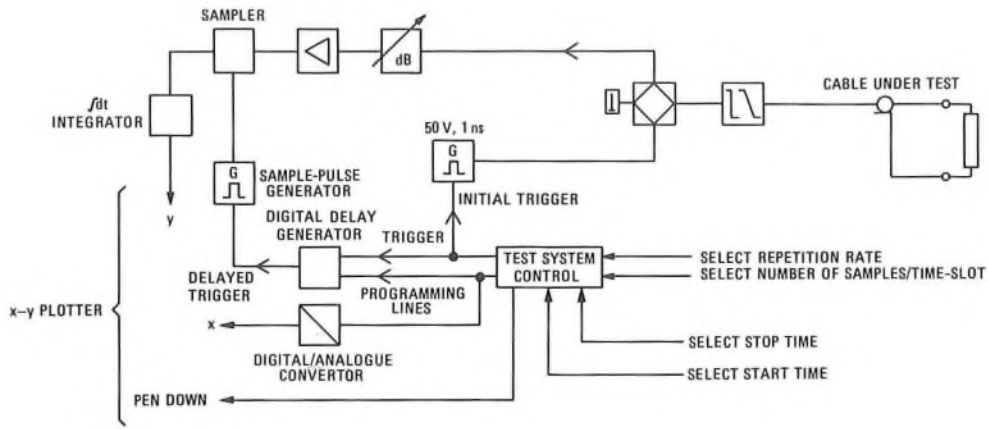 SAMPLER
dB
∫dt
INTEGRATOR
CABLE UNDER TEST
50 V, 1 ns
G
G
SAMPLE-PULSE
GENERATOR
INITIAL TRIGGER
y
DIGITAL DELAY
GENERATOR
TRIGGER
TEST SYSTEM
CONTROL
SELECT REPETITION RATE
SELECT NUMBER OF SAMPLES/TIME-SLOT
DELAYED
TRIGGER
PROGRAMMING
LINES
x–y PLOTTER
x
DIGITAL/ANALOGUE
CONVERTOR
SELECT STOP TIME
SELECT START TIME
PEN DOWN